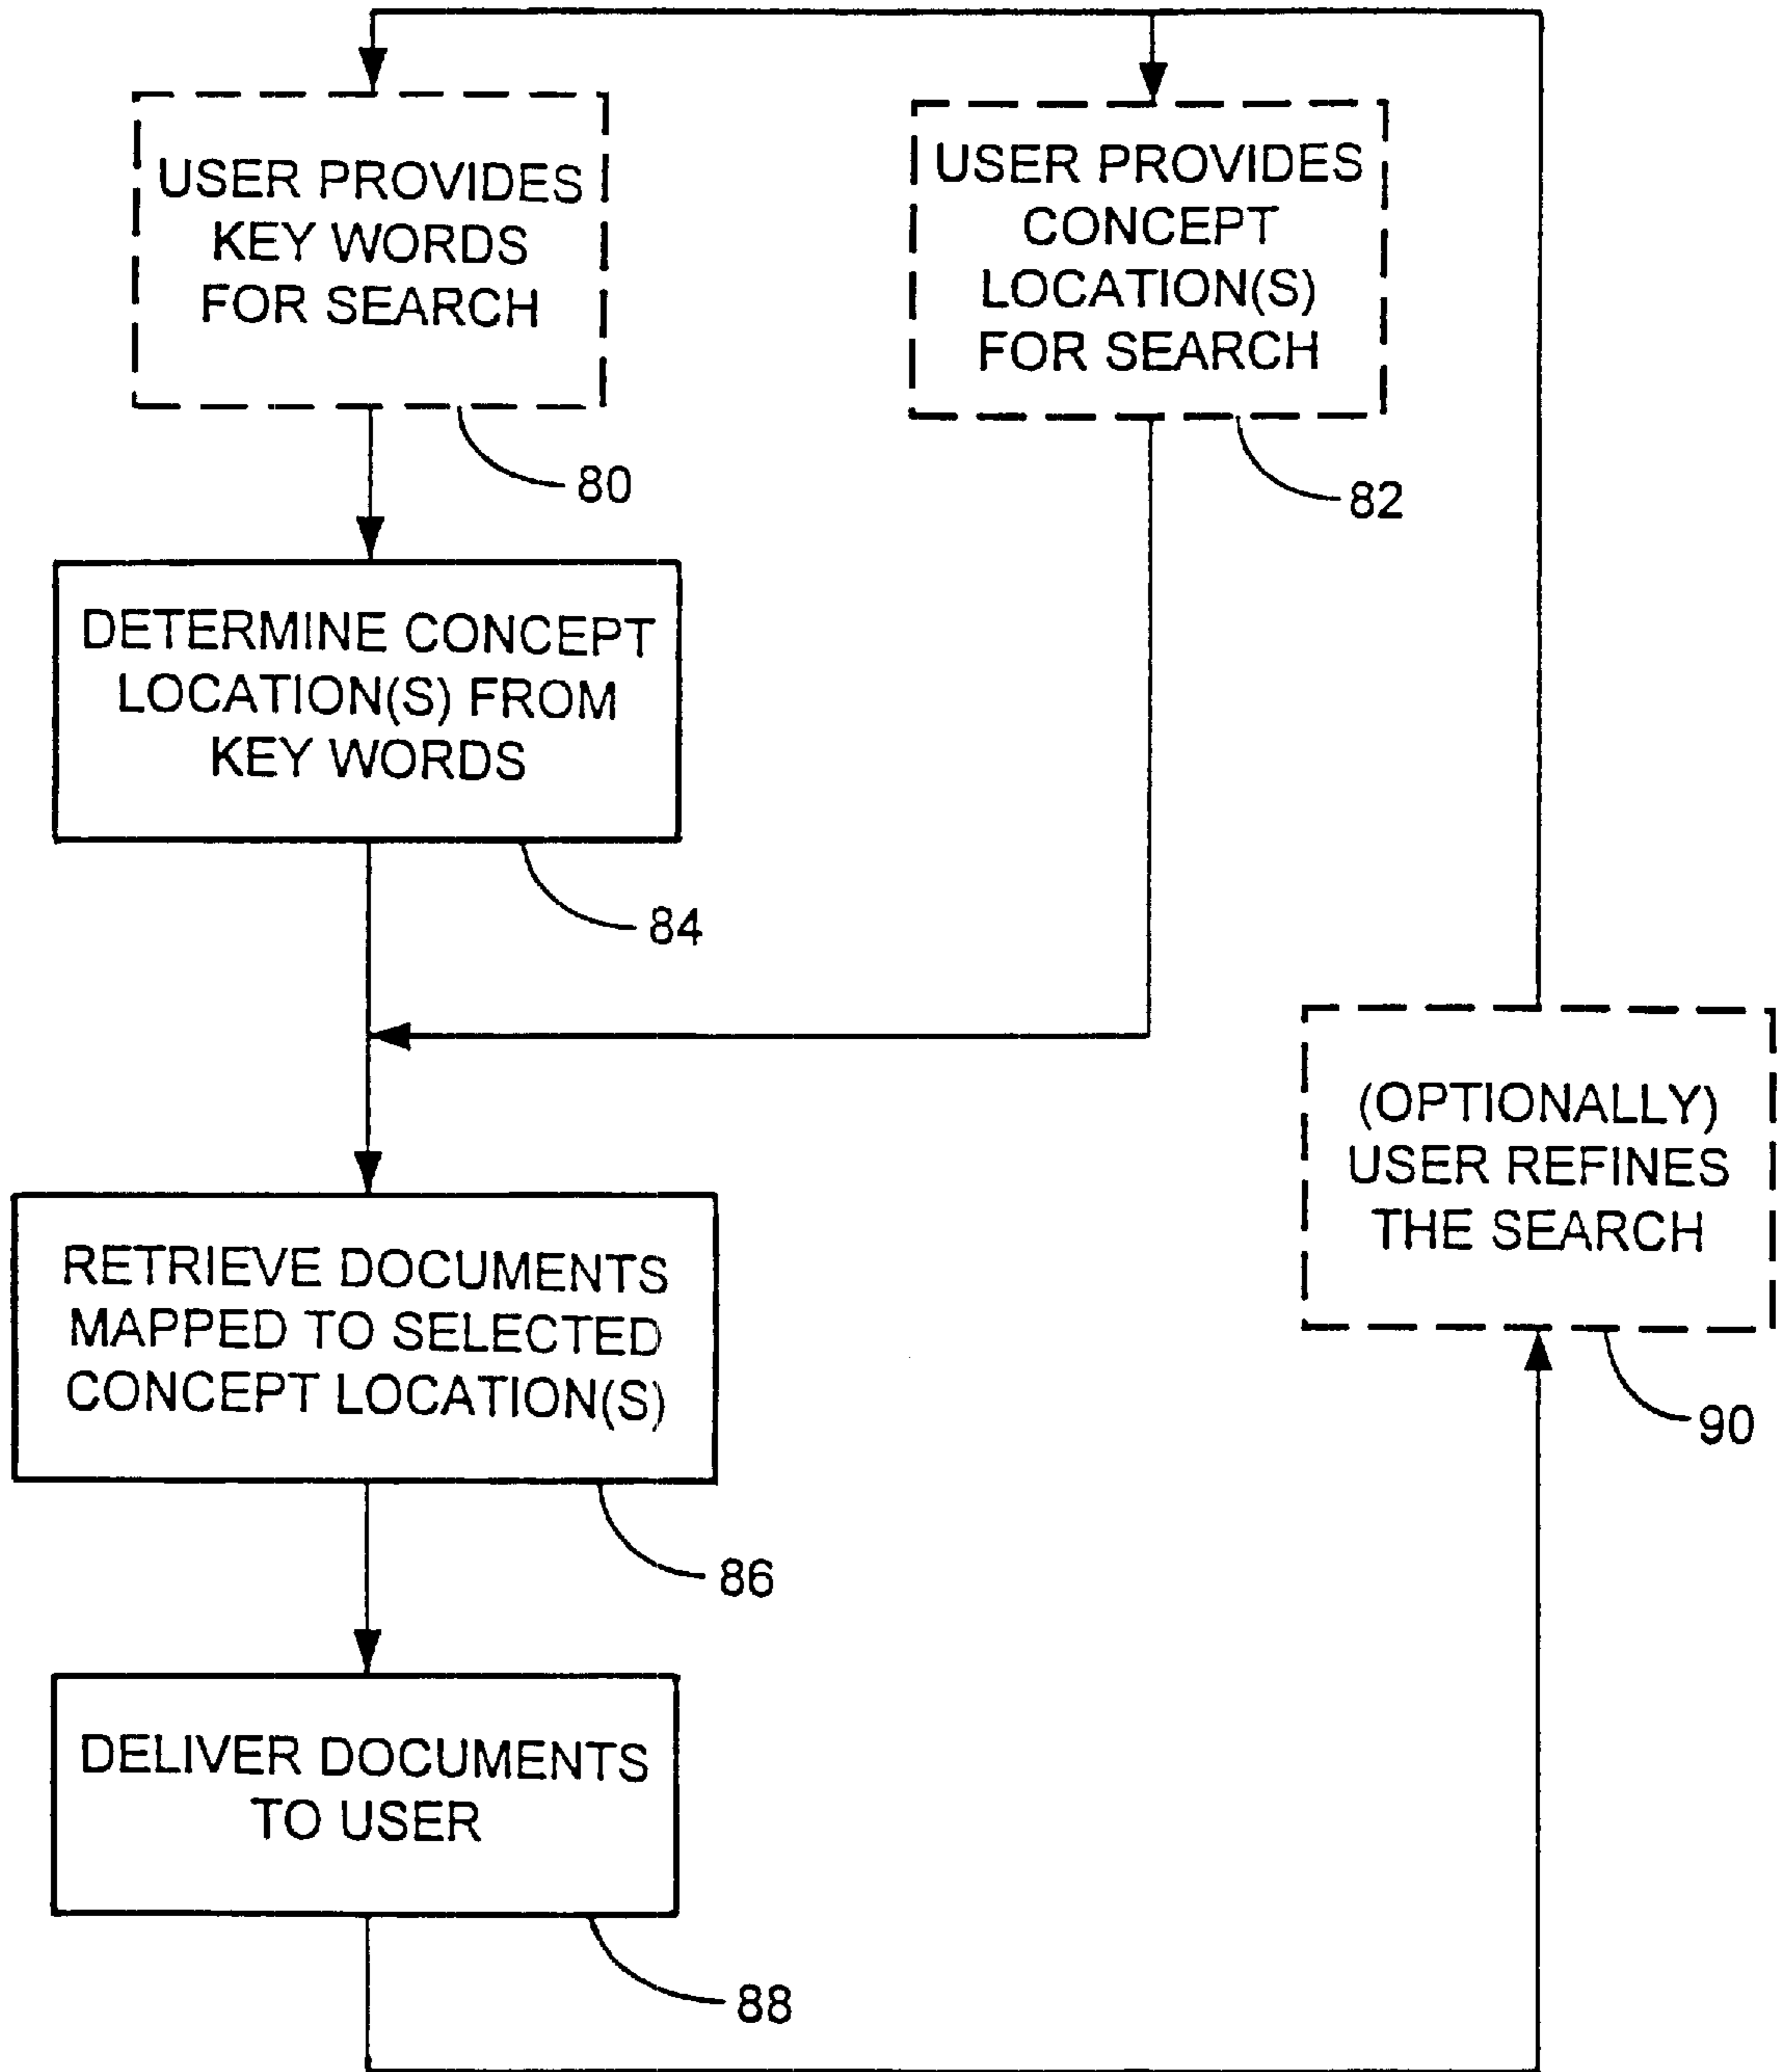 USER PROVIDES
KEY WORDS
FOR SEARCH
80
USER PROVIDES
CONCEPT
LOCATION(S)
FOR SEARCH
82
DETERMINE CONCEPT
LOCATION(S) FROM
KEY WORDS
84
RETRIEVE DOCUMENTS
MAPPED TO SELECTED
CONCEPT LOCATION(S)
86
DELIVER DOCUMENTS
TO USER
88
(OPTIONALLY)
USER REFINES
THE SEARCH
90